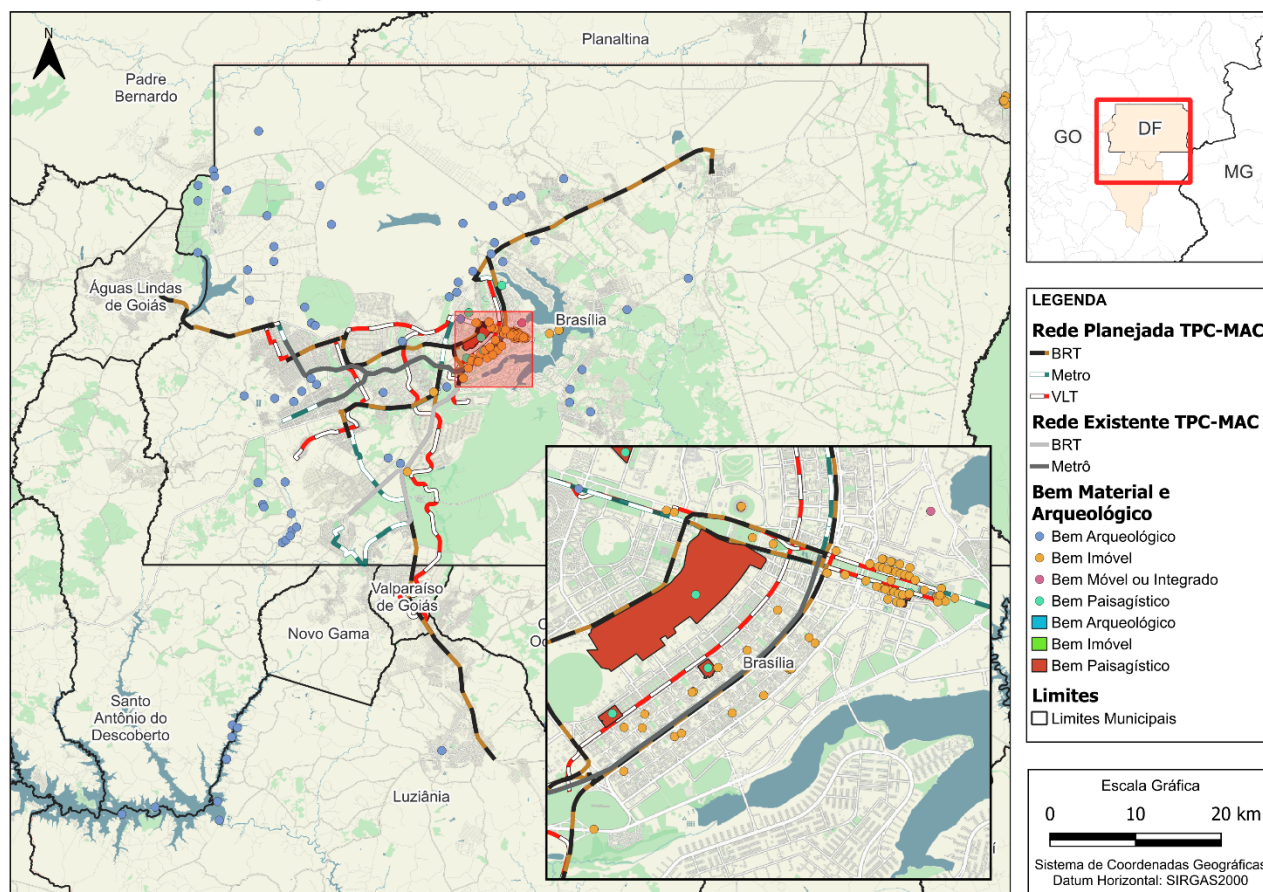 N
Planaltina
Padre
Bernardo
Águas Lindas
de Goiás
Brasília
Valparaíso
de Goiás
Novo Gama
Santo
Antônio do
Descoberto
Luziânia
Brasília
GO
DF
MG
LEGENDA
Rede Planejada TPC-MAC
BRT
Metro
VLT
Rede Existente TPC-MAC
BRT
Metrô
Bem Material e
Arqueológico
Bem Arqueológico
Bem Imóvel
Bem Móvel ou Integrado
Bem Paisagístico
Bem Arqueológico
Bem Imóvel
Bem Paisagístico
Limites
Limites Municipais
Escala Gráfica
0 10 20 km
Sistema de Coordenadas Geográficas
Datum Horizontal: SIRGAS2000